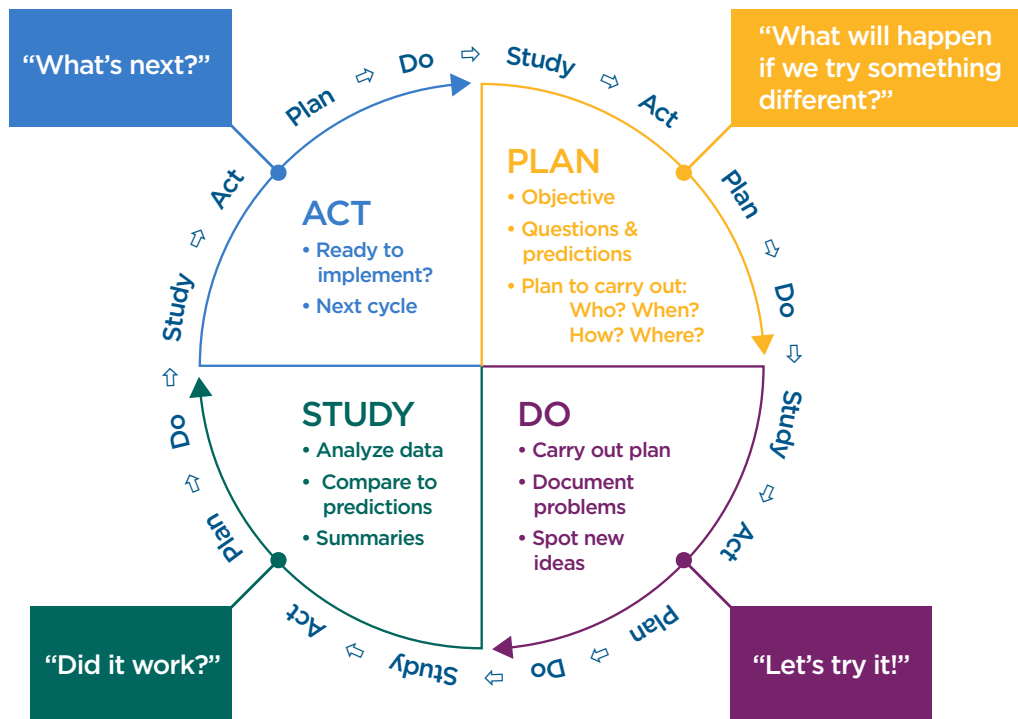 “What’s next?”
“What will happen
if we try something
different?”
Plan ⇨ Do ⇨ Study ⇨ Act
Plan ⇨ Do ⇨ Study ⇨ Act
Plan ⇨ Do ⇨ Study ⇨ Act
Plan ⇨ Do ⇨ Study ⇨ Act
ACT
• Ready to
implement?
• Next cycle
PLAN
• Objective
• Questions &
predictions
• Plan to carry out:
Who? When?
How? Where?
STUDY
• Analyze data
• Compare to
predictions
• Summaries
DO
• Carry out plan
• Document
problems
• Spot new
ideas
“Did it work?”
“Let’s try it!”